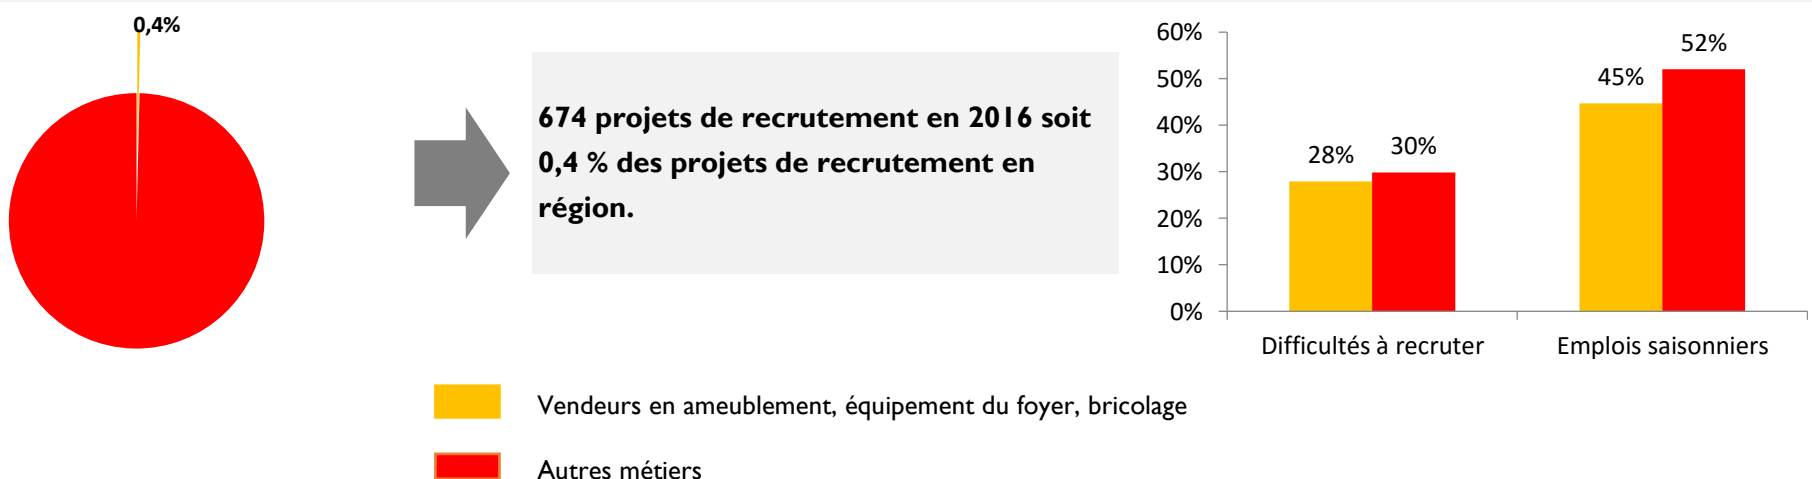 0,4%
674 projets de recrutement en 2016 soit
0,4 % des projets de recrutement en
région.
60%
50%
40%
30%
20%
10%
0%
28%
30%
45%
52%
Difficultés à recruter
Emplois saisonniers
Vendeurs en ameublement, équipement du foyer, bricolage
Autres métiers